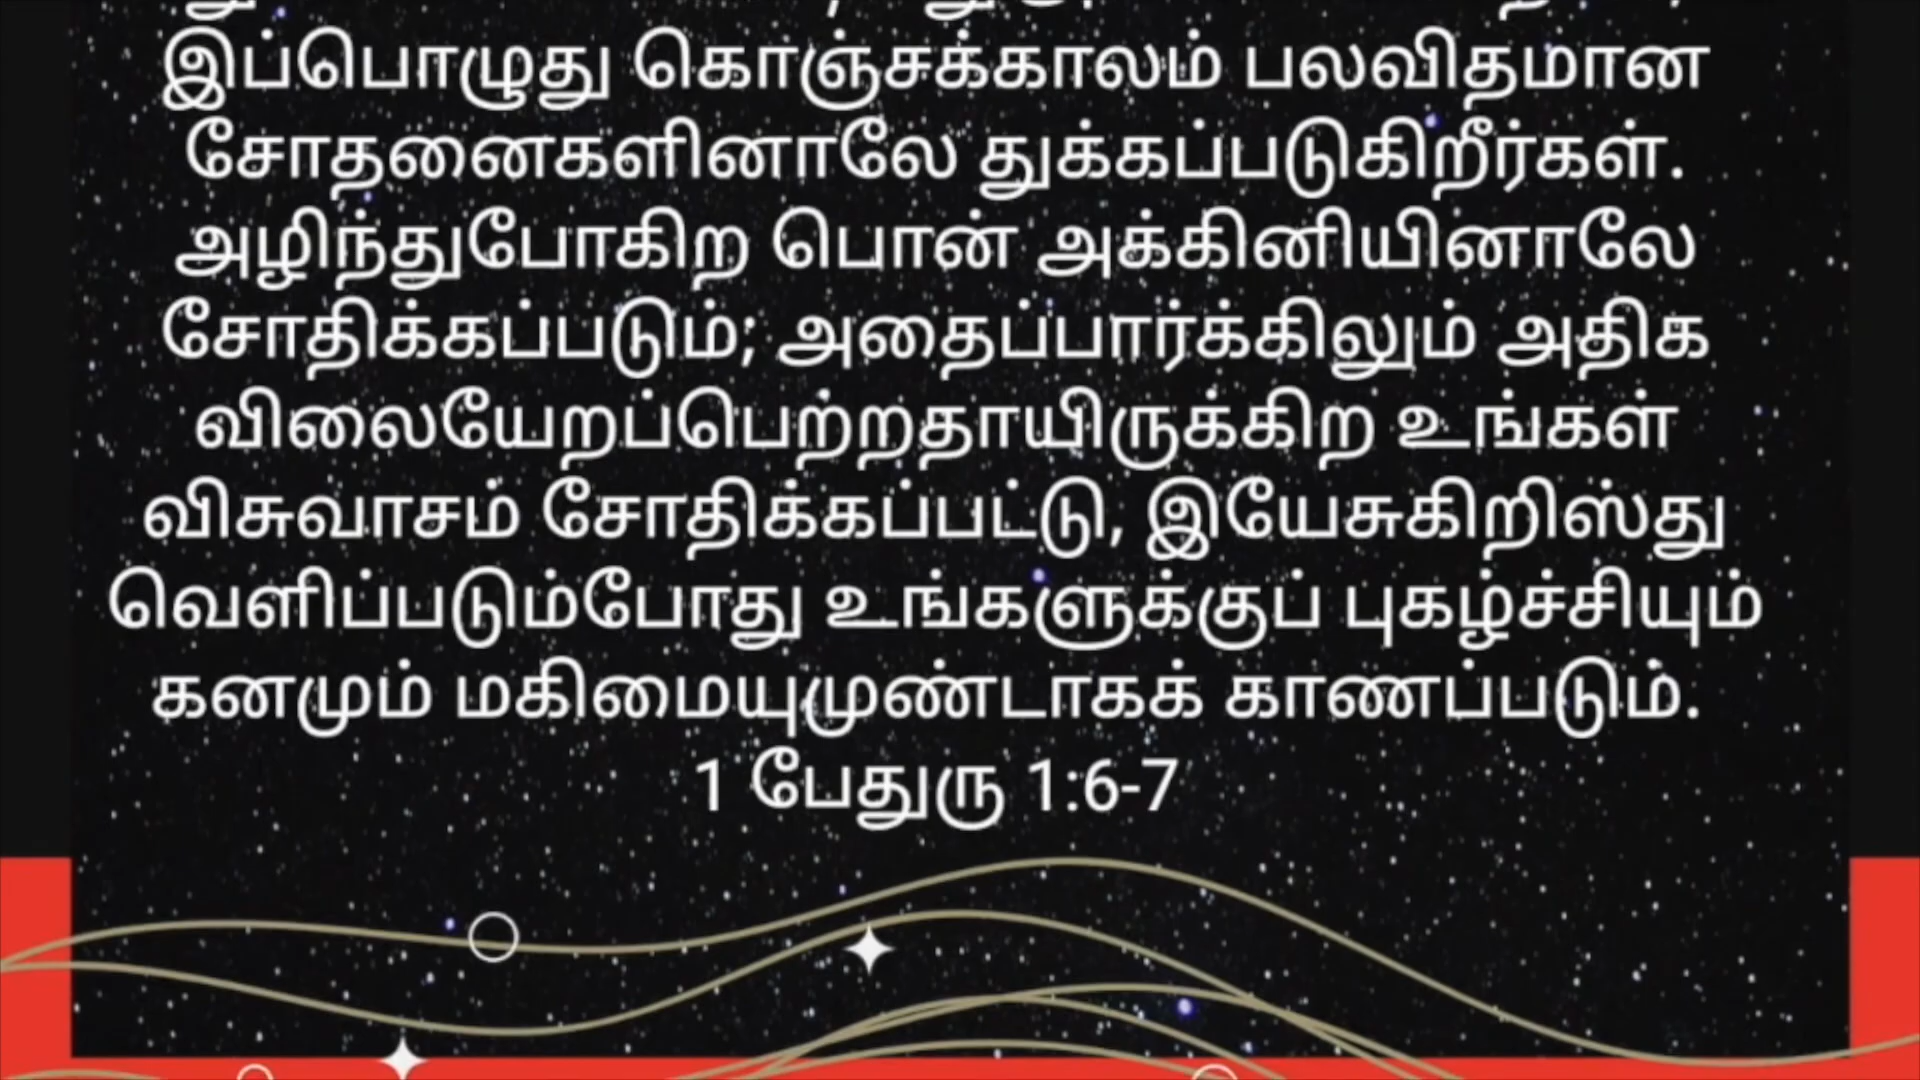 இப்பொழுது கொஞ்சக்காலம் பலவிதமான
சோதனைகளினாலே துக்கப்படுகிறீர்கள்.
அழிந்துபோகிற பொன் அக்கினியினாலே
சோதிக்கப்படும்; அதைப்பார்க்கிலும் அதிக
விலையேறப்பெற்றதாயிருக்கிற உங்கள்
விசுவாசம் சோதிக்கப்பட்டு, இயேசுகிறிஸ்து
வெளிப்படும்போது உங்களுக்குப் புகழ்ச்சியும்
கனமும் மகிமையுமுண்டாகக் காணப்படும்.
1 பேதுரு 1:6-7